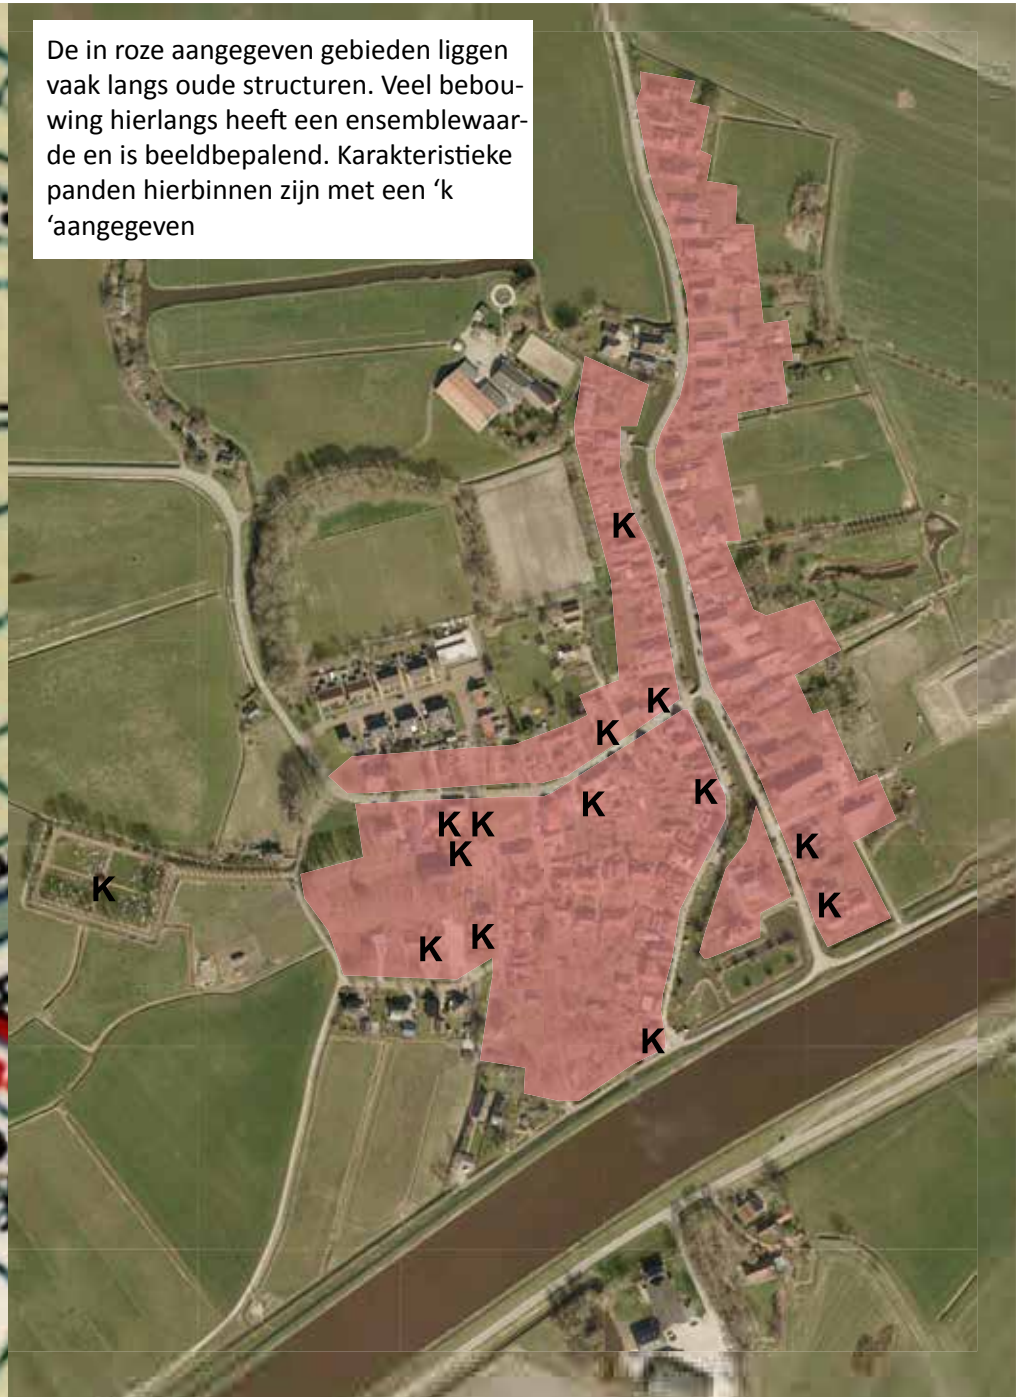 De in roze aangegeven gebieden liggen
vaak langs oude structuren. Veel bebou-
wing hierlangs heeft een ensemblewaar-
de en is beeldbepalend. Karakteristieke
panden hierbinnen zijn met een ‘k
‘aangegeven
K
K
K
K
K
K K
K
K
K
K
K
K
K